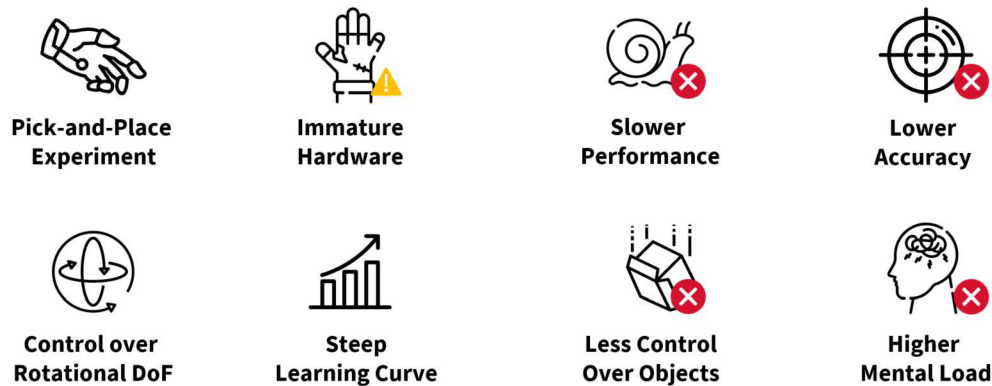 Pick-and-Place
Experiment
Immature
Hardware
Slower
Performance
Lower
Accuracy
Control over
Rotational DoF
Steep
Learning Curve
Less Control
Over Objects
Higher
Mental Load